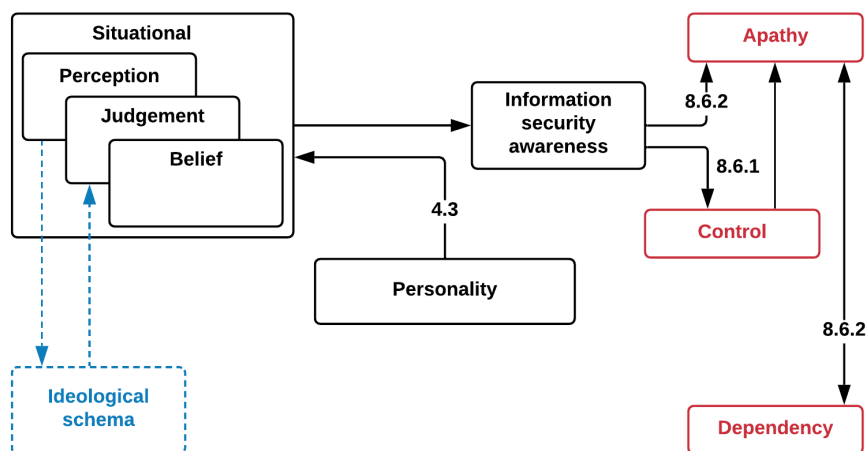 Situational
Perception
Judgement
Belief
Information
security
awareness
Apathy
8.6.2
8.6.1
Control
4.3
Personality
8.6.2
Ideological
schema
Dependency